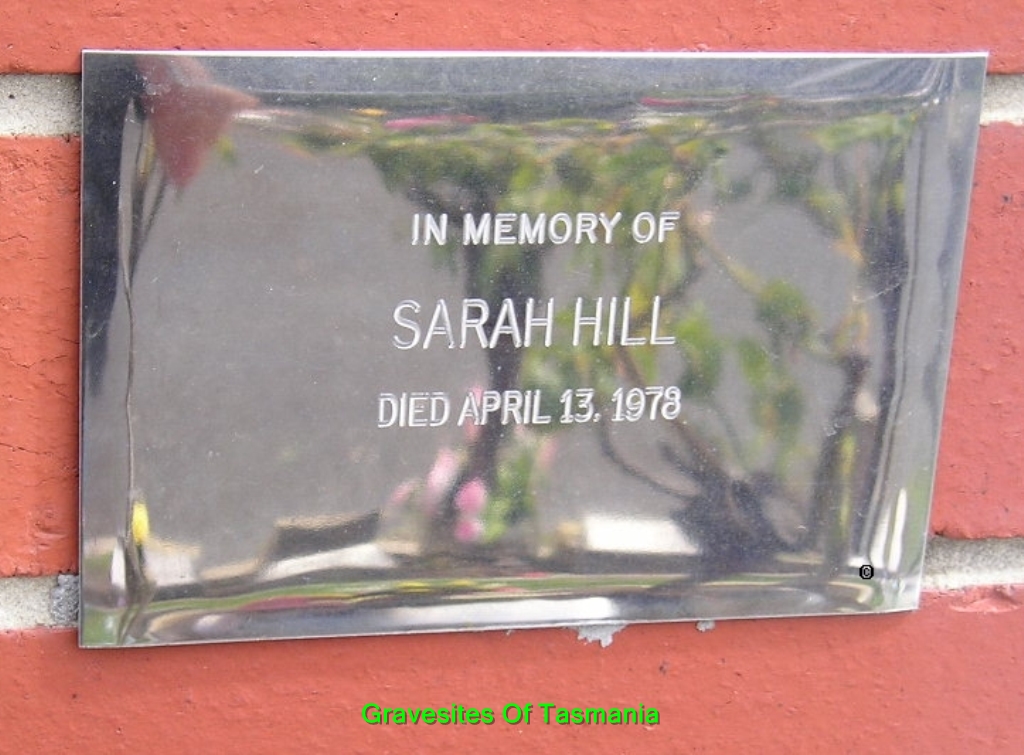 IN MEMORY OF
SARAH HILL
DIED APRIL 13, 1978
©
Gravesites Of Tasmania